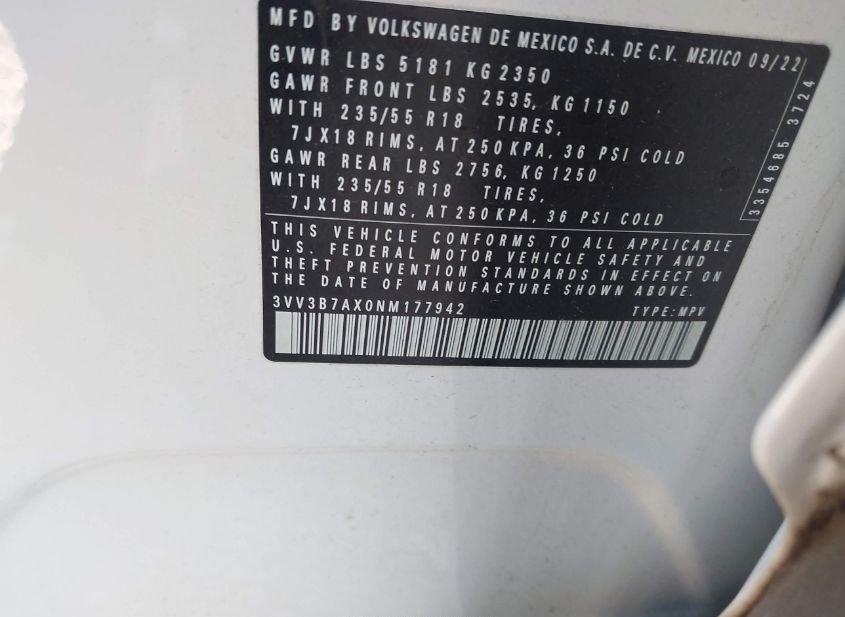 MFD BY VOLKSWAGEN DE MEXICO S.A. DE C.V. MEXICO 09/22
GVWR LBS 5181 KG 2350
GAWR FRONT LBS 2535, KG 1150
WITH 235/55 R18 TIRES,
7JX18 RIMS, AT 250 KPA, 36 PSI COLD
GAWR REAR LBS 2756, KG 1250
WITH 235/55 R18 TIRES,
7JX18 RIMS, AT 250 KPA, 36 PSI COLD
3354685 3724
THIS VEHICLE CONFORMS TO ALL APPLICABLE
U.S. FEDERAL MOTOR VEHICLE SAFETY AND
THEFT PREVENTION STANDARDS IN EFFECT ON
THE DATE OF MANUFACTURE SHOWN ABOVE.
3VV3B7AX0NM177942 TYPE: MPV